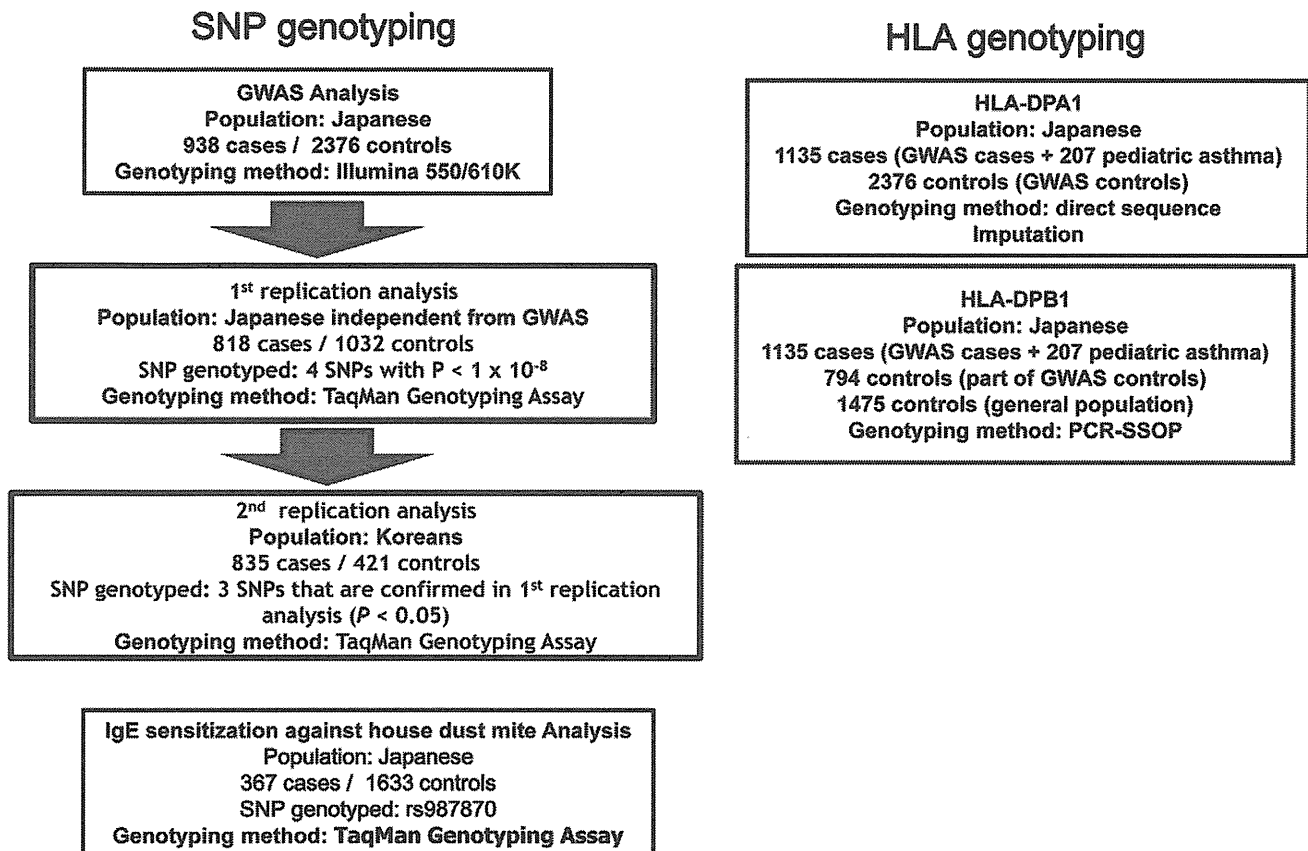 SNP genotyping
GWAS Analysis
Population: Japanese
938 cases / 2376 controls
Genotyping method: Illumina 550/610K
1st replication analysis
Population: Japanese independent from GWAS
818 cases / 1032 controls
SNP genotyped: 4 SNPs with P < 1 x 10⁻⁸
Genotyping method: TaqMan Genotyping Assay
2nd replication analysis
Population: Koreans
835 cases / 421 controls
SNP genotyped: 3 SNPs that are confirmed in 1st replication
analysis (P < 0.05)
Genotyping method: TaqMan Genotyping Assay
IgE sensitization against house dust mite Analysis
Population: Japanese
367 cases / 1633 controls
SNP genotyped: rs987870
Genotyping method: TaqMan Genotyping Assay
HLA genotyping
HLA-DPA1
Population: Japanese
1135 cases (GWAS cases + 207 pediatric asthma)
2376 controls (GWAS controls)
Genotyping method: direct sequence
Imputation
HLA-DPB1
Population: Japanese
1135 cases (GWAS cases + 207 pediatric asthma)
794 controls (part of GWAS controls)
1475 controls (general population)
Genotyping method: PCR-SSOP